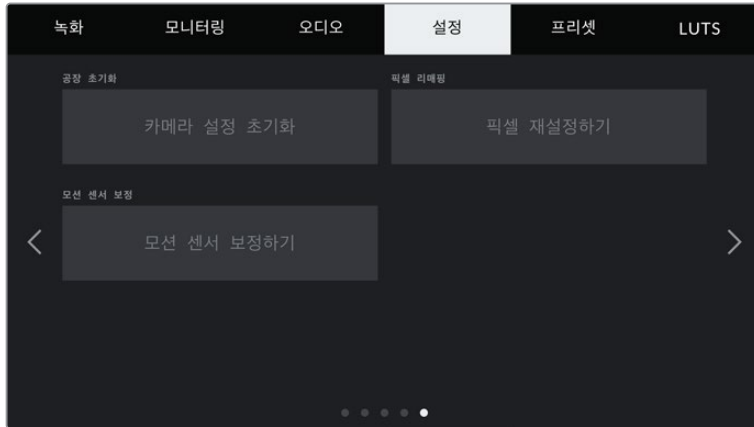 녹화 모니터링 오디오 설정 프리셋 LUTS
공장 초기화 픽셀 리매핑
카메라 설정 초기화 픽셀 재설정하기
모션 센서 보정
모션 센서 보정하기